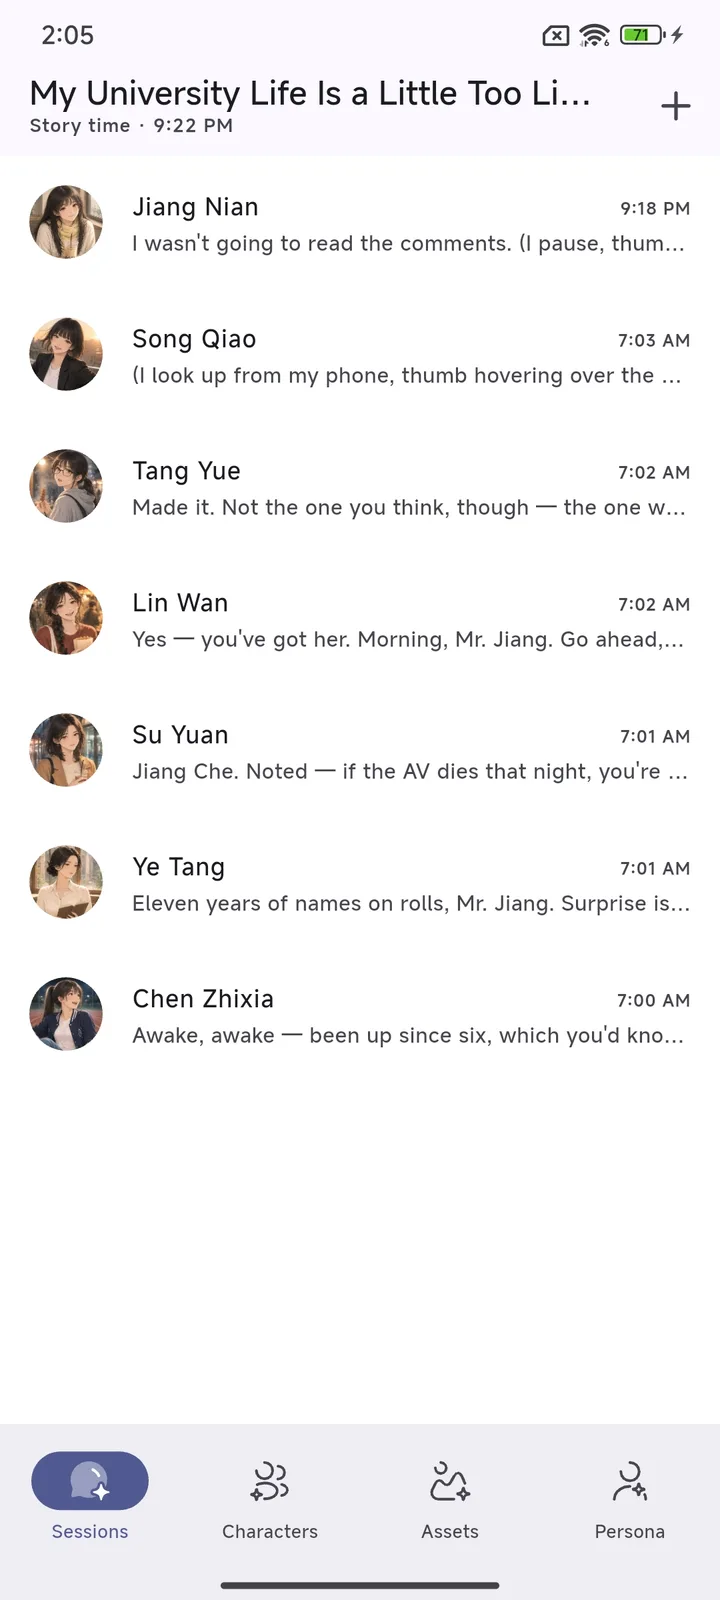 2:05
71
My University Life Is a Little Too Li...
Story time · 9:22 PM
Jiang Nian
9:18 PM
I wasn't going to read the comments. (I pause, thum...
Song Qiao
7:03 AM
(I look up from my phone, thumb hovering over the ...
Tang Yue
7:02 AM
Made it. Not the one you think, though — the one w...
Lin Wan
7:02 AM
Yes — you've got her. Morning, Mr. Jiang. Go ahead,...
Su Yuan
7:01 AM
Jiang Che. Noted — if the AV dies that night, you're ...
Ye Tang
7:01 AM
Eleven years of names on rolls, Mr. Jiang. Surprise is...
Chen Zhixia
7:00 AM
Awake, awake — been up since six, which you'd kno...
Sessions
Characters
Assets
Persona